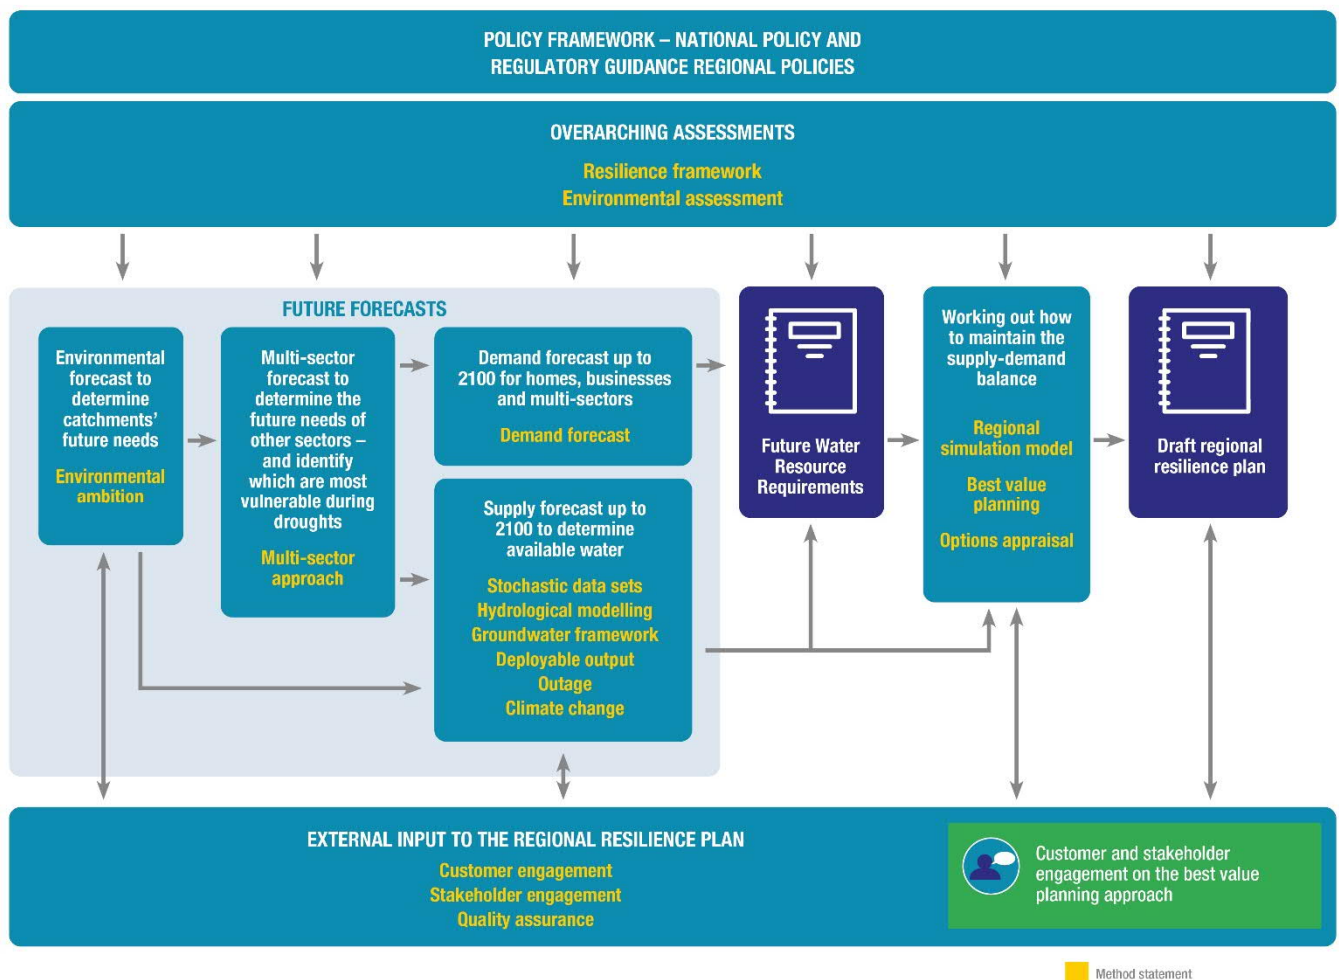 POLICY FRAMEWORK – NATIONAL POLICY AND
REGULATORY GUIDANCE REGIONAL POLICIES
OVERARCHING ASSESSMENTS
Resilience framework
Environmental assessment
FUTURE FORECASTS
Environmental
forecast to
determine
catchments’
future needs
Environmental
ambition
Multi-sector
forecast to
determine the
future needs of
other sectors –
and identify
which are most
vulnerable during
droughts
Multi-sector
approach
Demand forecast up to
2100 for homes, businesses
and multi-sectors
Demand forecast
Supply forecast up to
2100 to determine
available water
Stochastic data sets
Hydrological modelling
Groundwater framework
Deployable output
Outage
Climate change
Future Water
Resource
Requirements
Working out how
to maintain the
supply-demand
balance
Regional
simulation model
Best value
planning
Options appraisal
Draft regional
resilience plan
EXTERNAL INPUT TO THE REGIONAL RESILIENCE PLAN
Customer engagement
Stakeholder engagement
Quality assurance
Customer and stakeholder
engagement on the best value
planning approach
Method statement